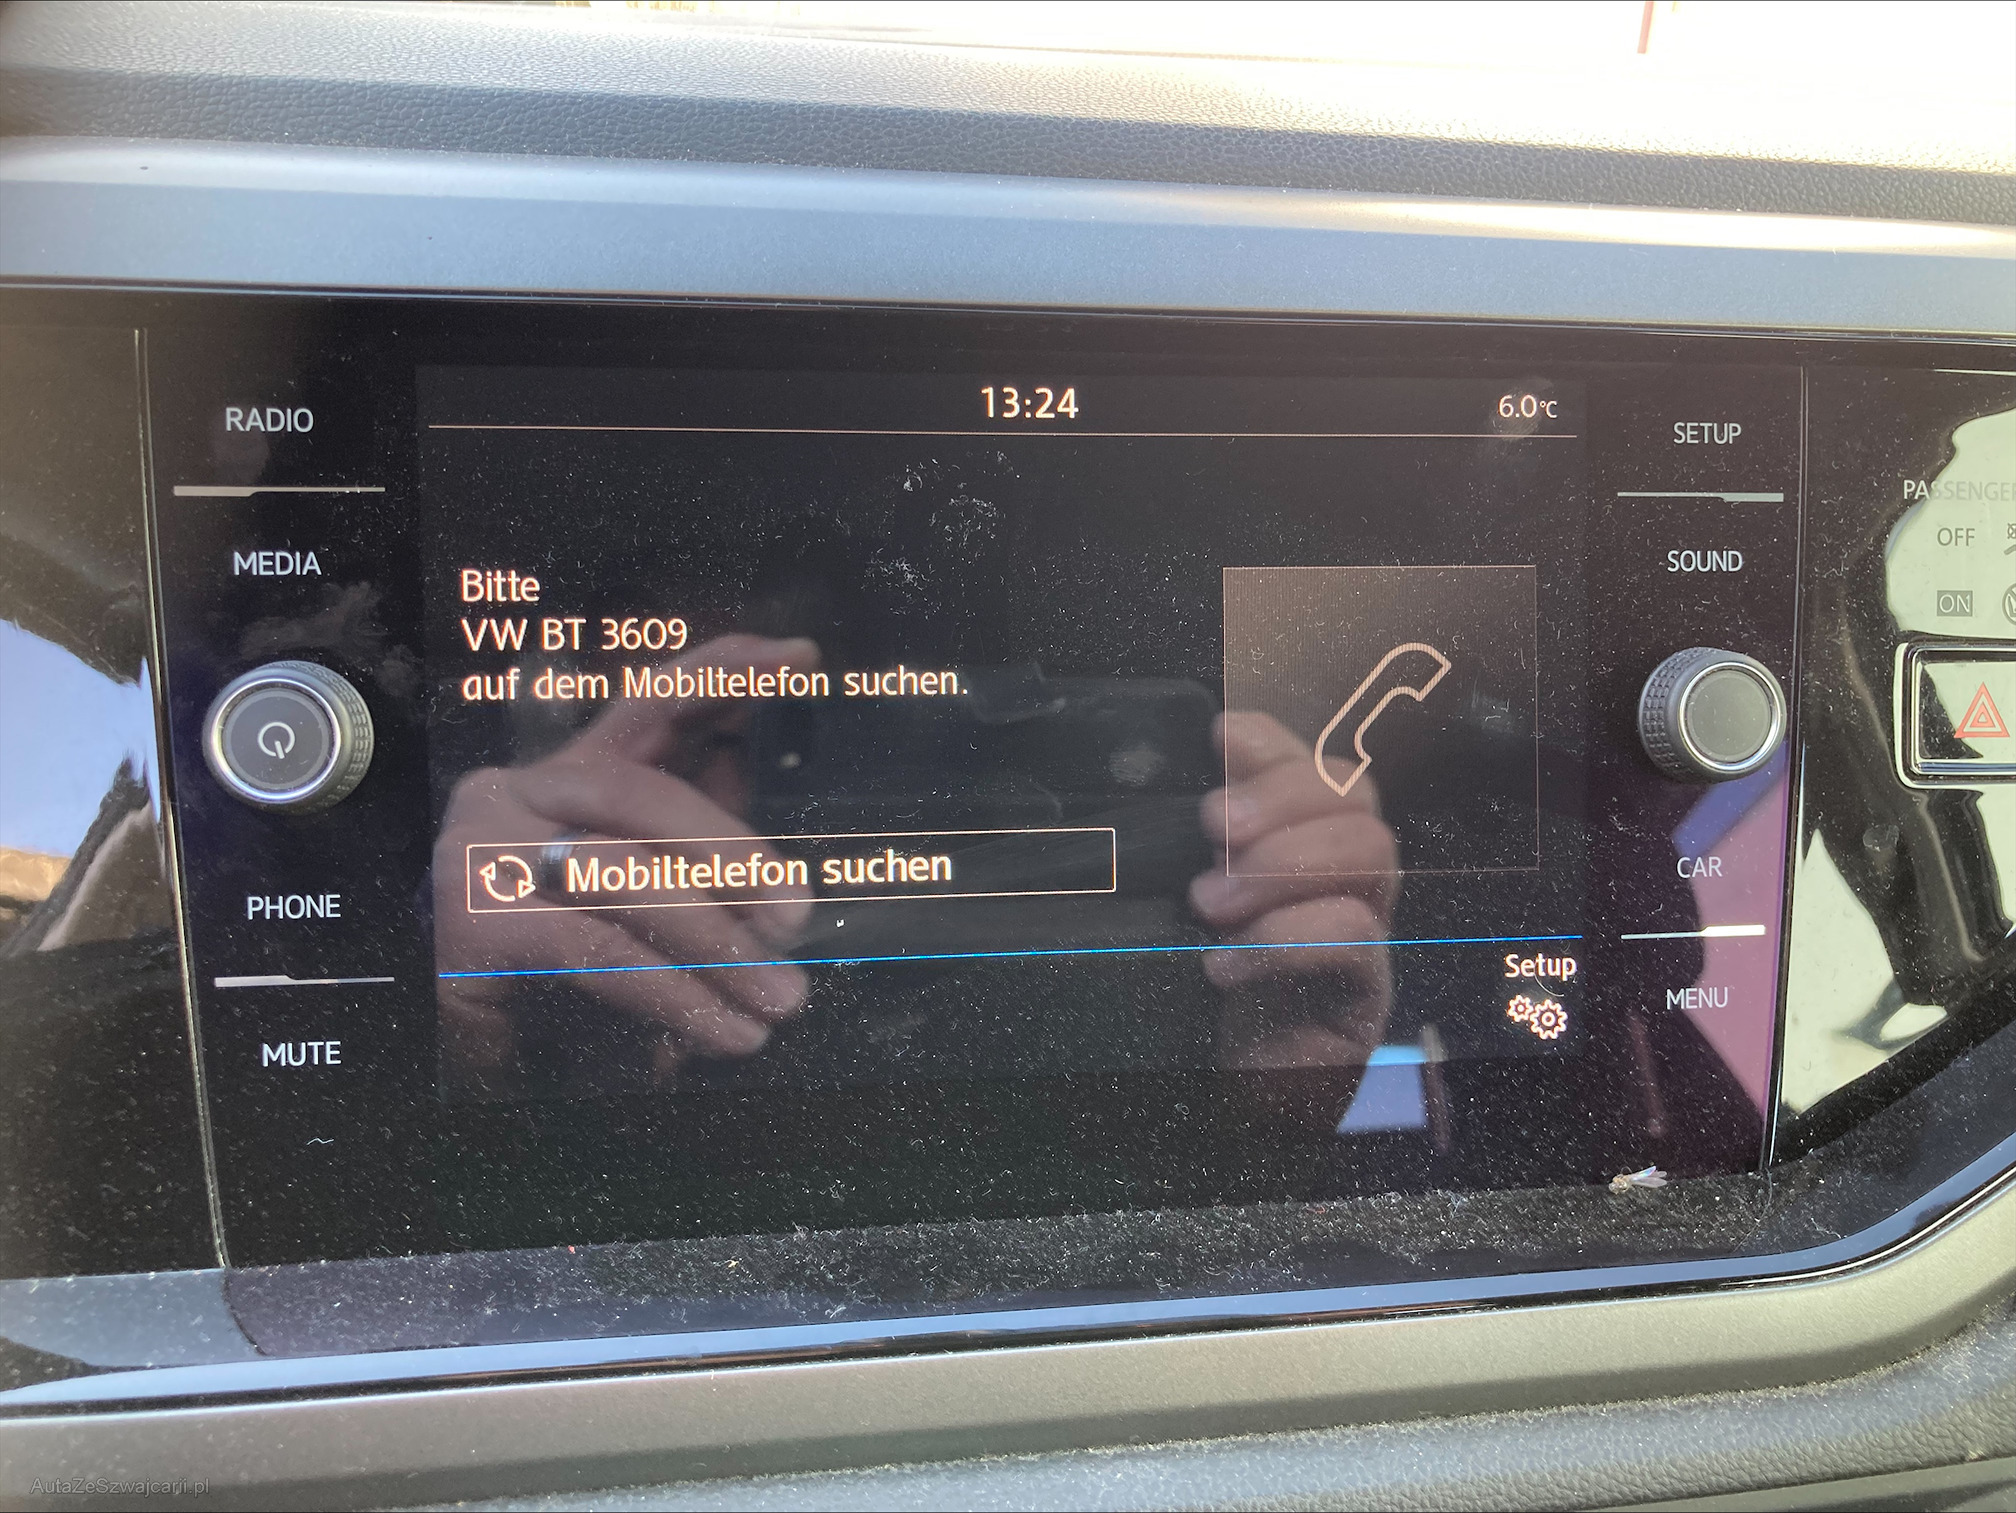 13:24
6.0°C
RADIO
SETUP
PASSENGER
OFF
MEDIA
SOUND
ON
Bitte
VW BT 3609
auf dem Mobiltelefon suchen.
Mobiltelefon suchen
CAR
PHONE
Setup
MENU
MUTE
AutaZeSzwajcarii.pl